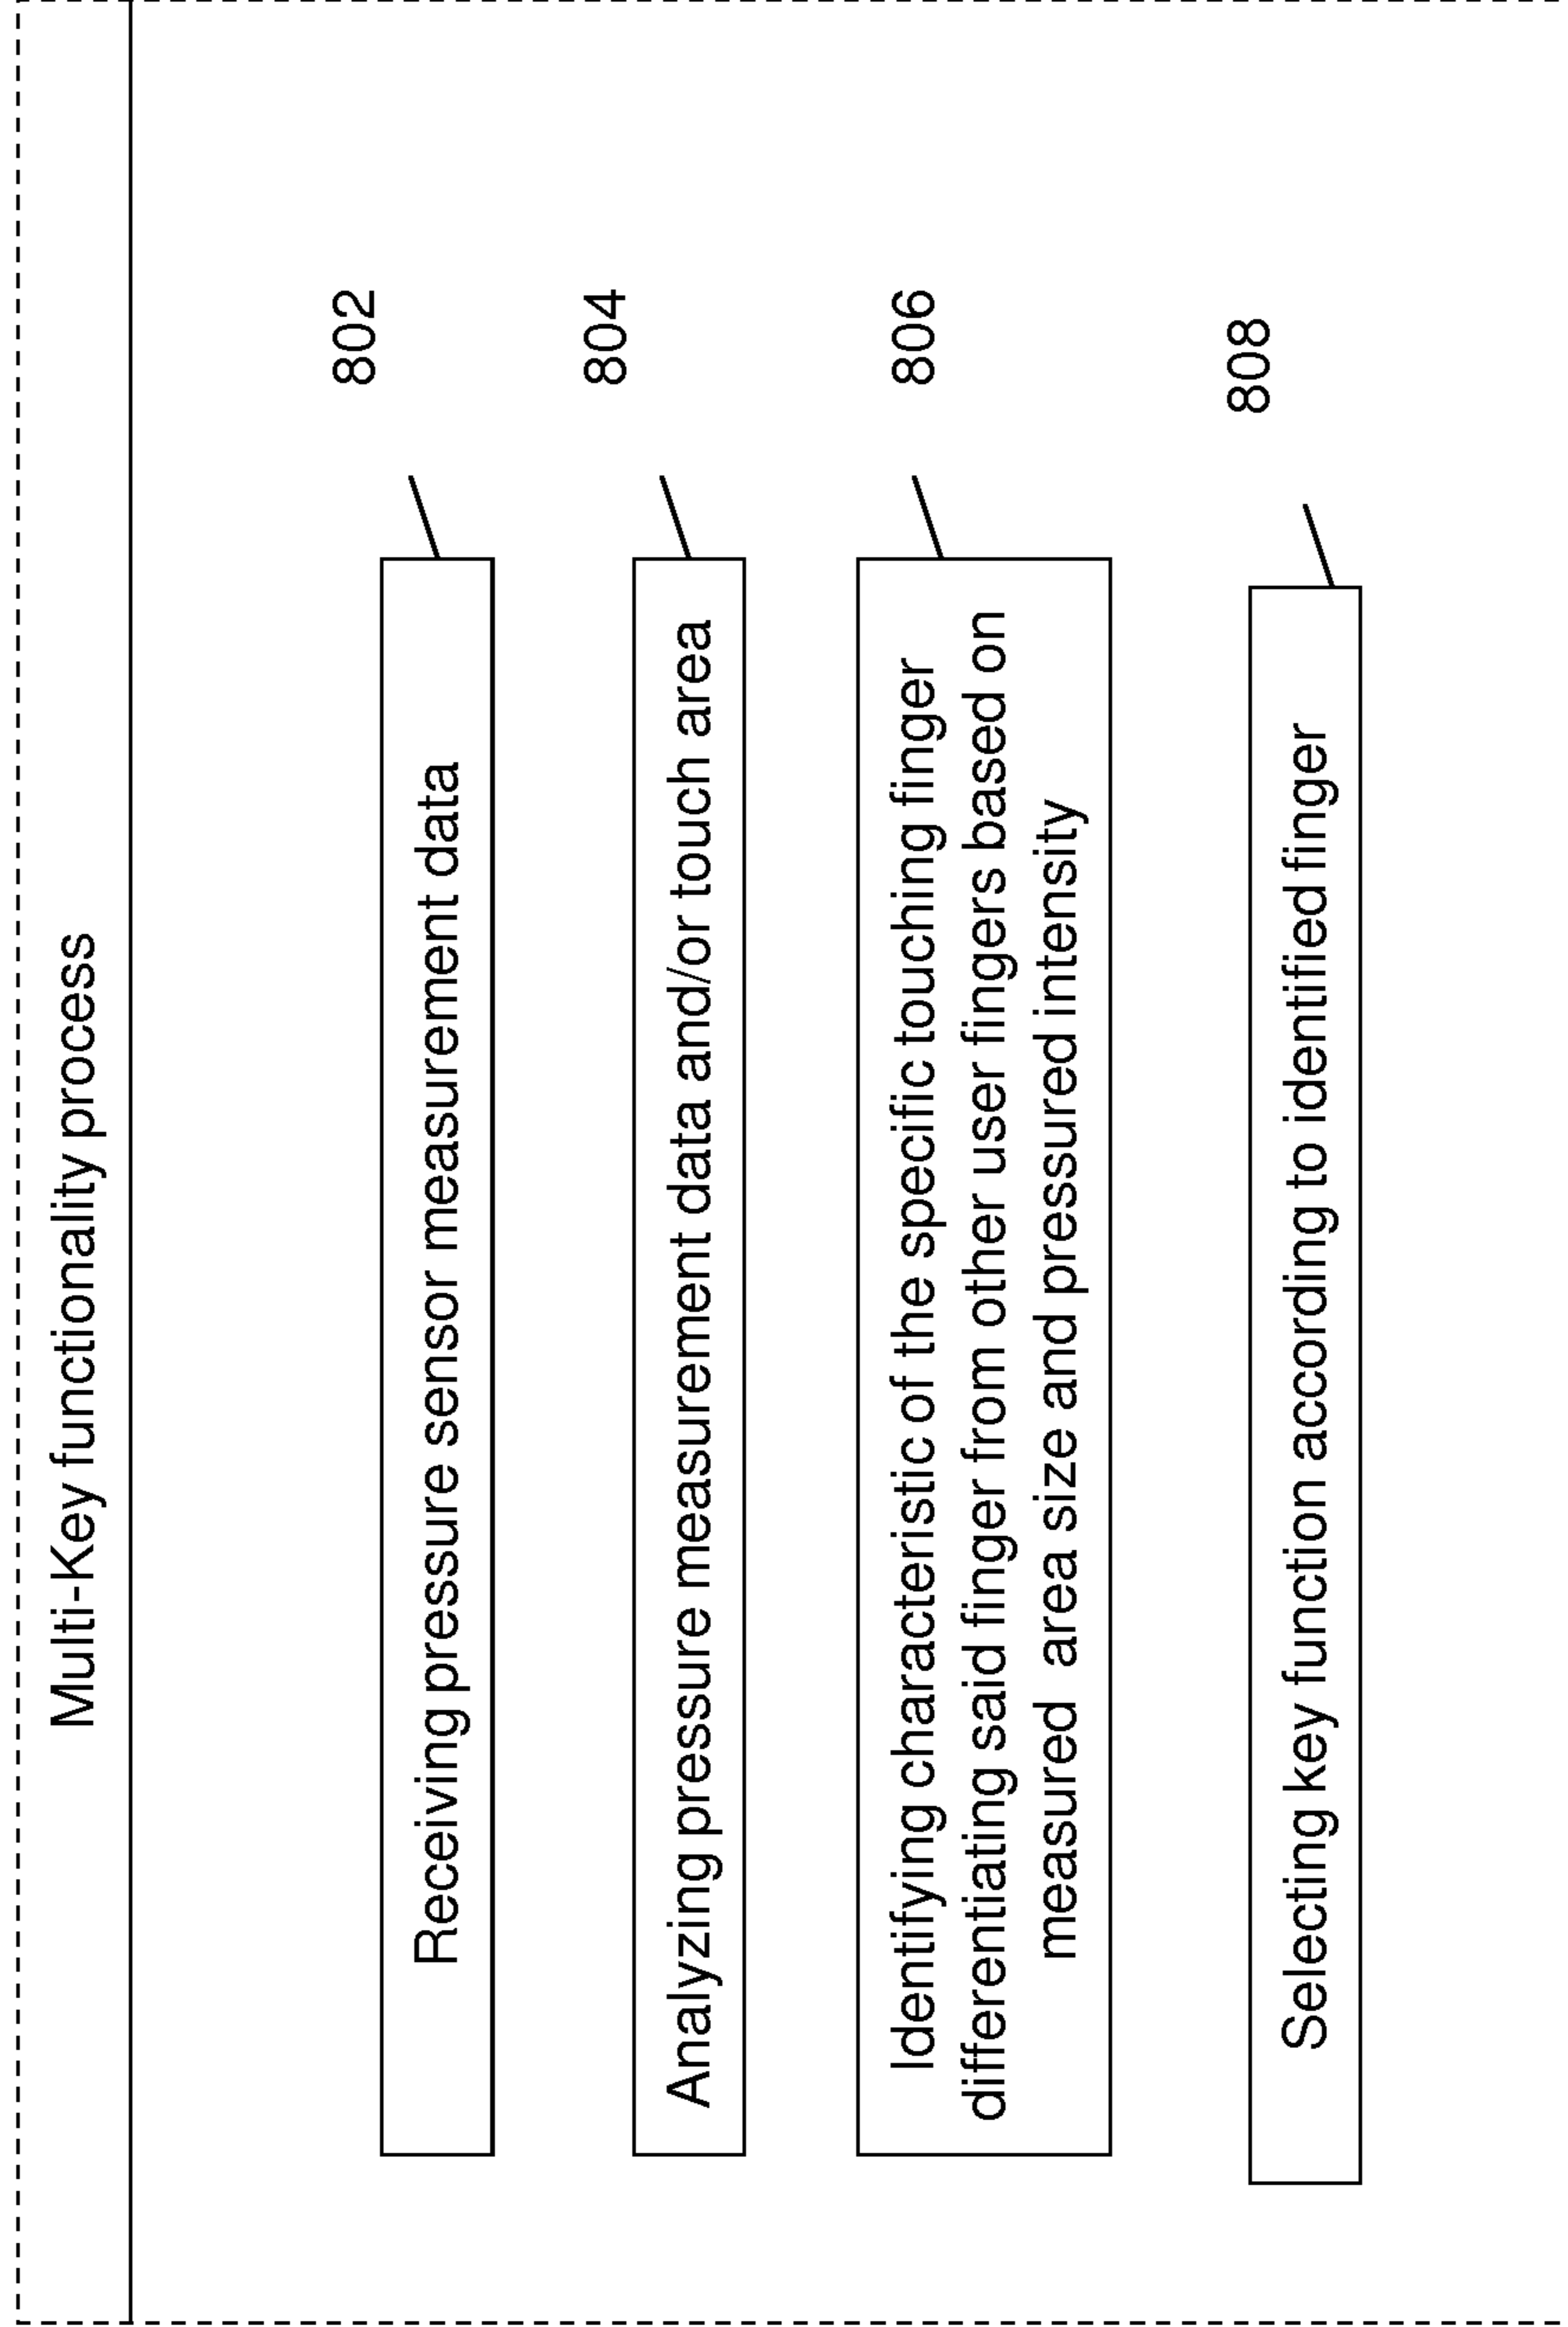 Multi-Key functionality process
Receiving pressure sensor measurement data
802
Analyzing pressure measurement data and/or touch area
804
Identifying characteristic of the specific touching finger
differentiating said finger from other user fingers based on
measured area size and pressured intensity
806
Selecting key function according to identified finger
808